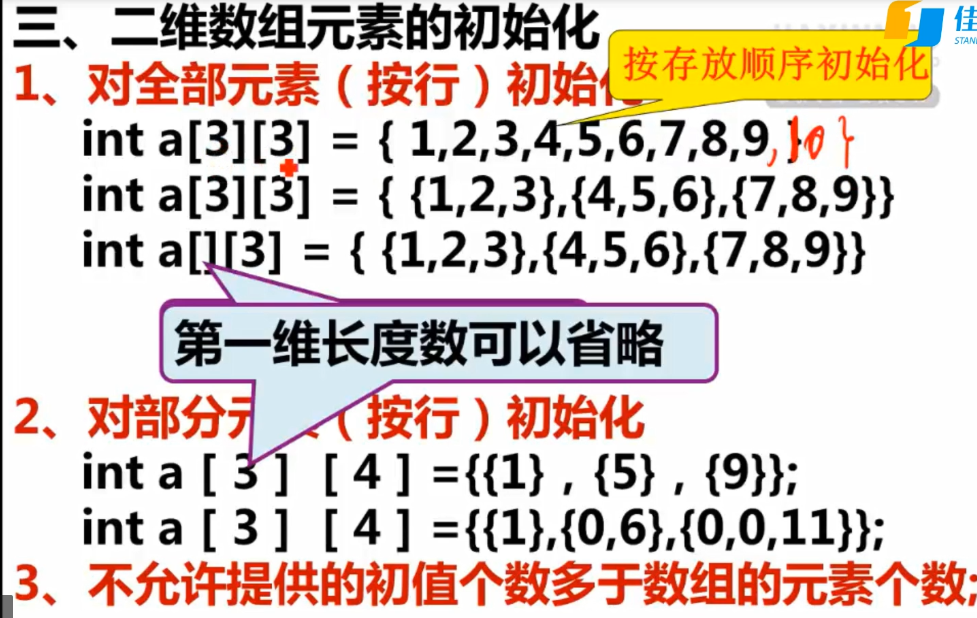 三、二维数组元素的初始化
按存放顺序初始化
1、对全部元素（按行）初始化
int a[3][3] = { 1,2,3,4,5,6,7,8,9 }
,10}
int a[3][3] = { {1,2,3},{4,5,6},{7,8,9}}
int a[][3] = { {1,2,3},{4,5,6},{7,8,9}}
第一维长度数可以省略
2、对部分元（按行）初始化
int a [ 3 ] [ 4 ] ={{1} , {5} , {9}};
int a [ 3 ] [ 4 ] ={{1},{0,6},{0,0,11}};
3、不允许提供的初值个数多于数组的元素个数;
佳
STAN